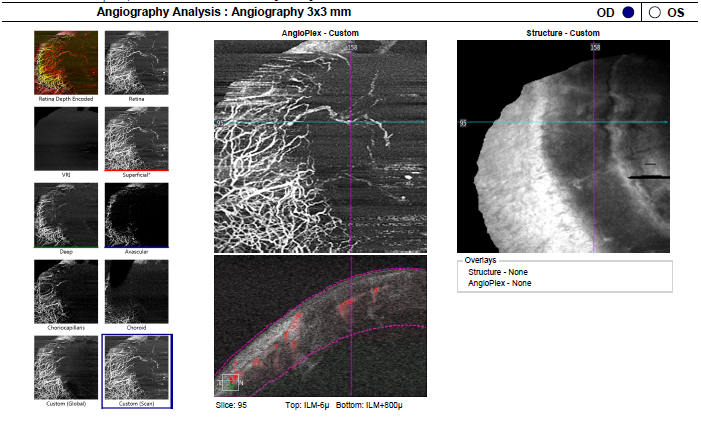 Angiography Analysis : Angiography 3x3 mm
OD OS
AngioPlex - Custom
Structure - Custom
158
158
95
95
Retina Depth Encoded
Retina
VRI
Superficial*
Deep
Avascular
Choriocapillaris
Choroid
Custom (Global)
Custom (Scan)
Overlays
Structure - None
AngioPlex - None
Slice: 95 Top: ILM-6µ Bottom: ILM+800µ